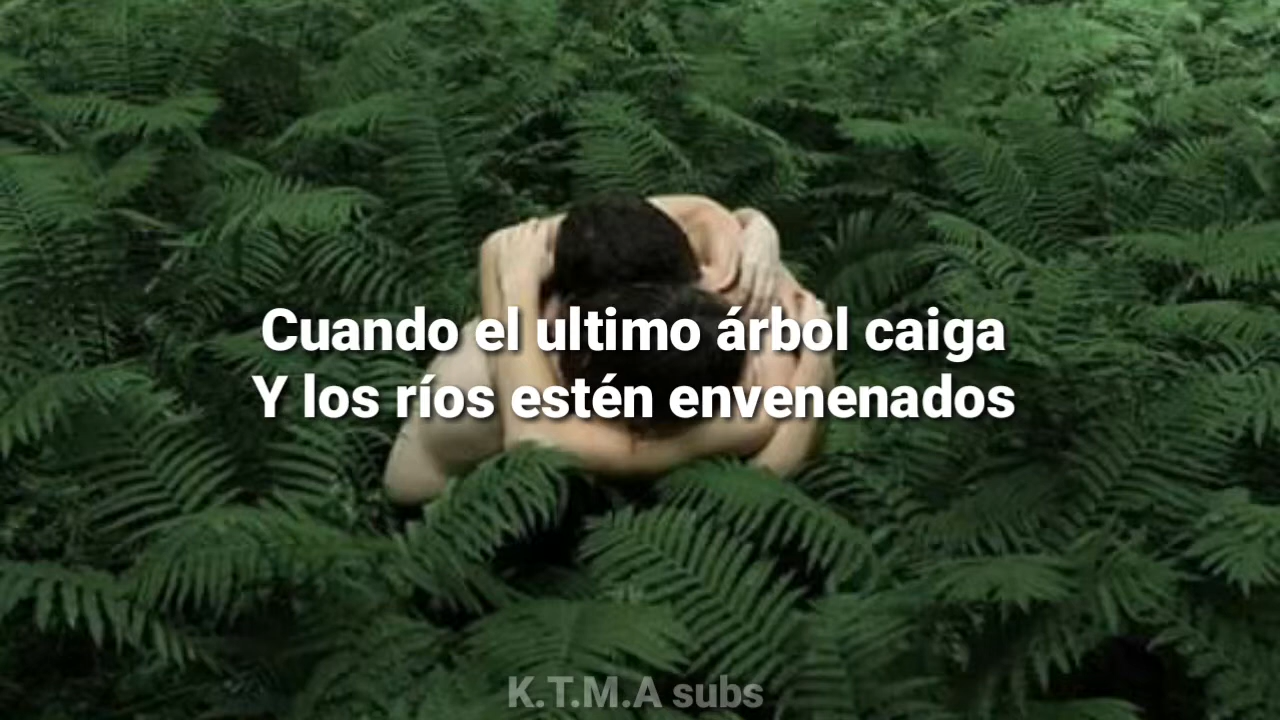 Cuando el ultimo árbol caiga
Y los ríos estén envenenados
K.T.M.A subs